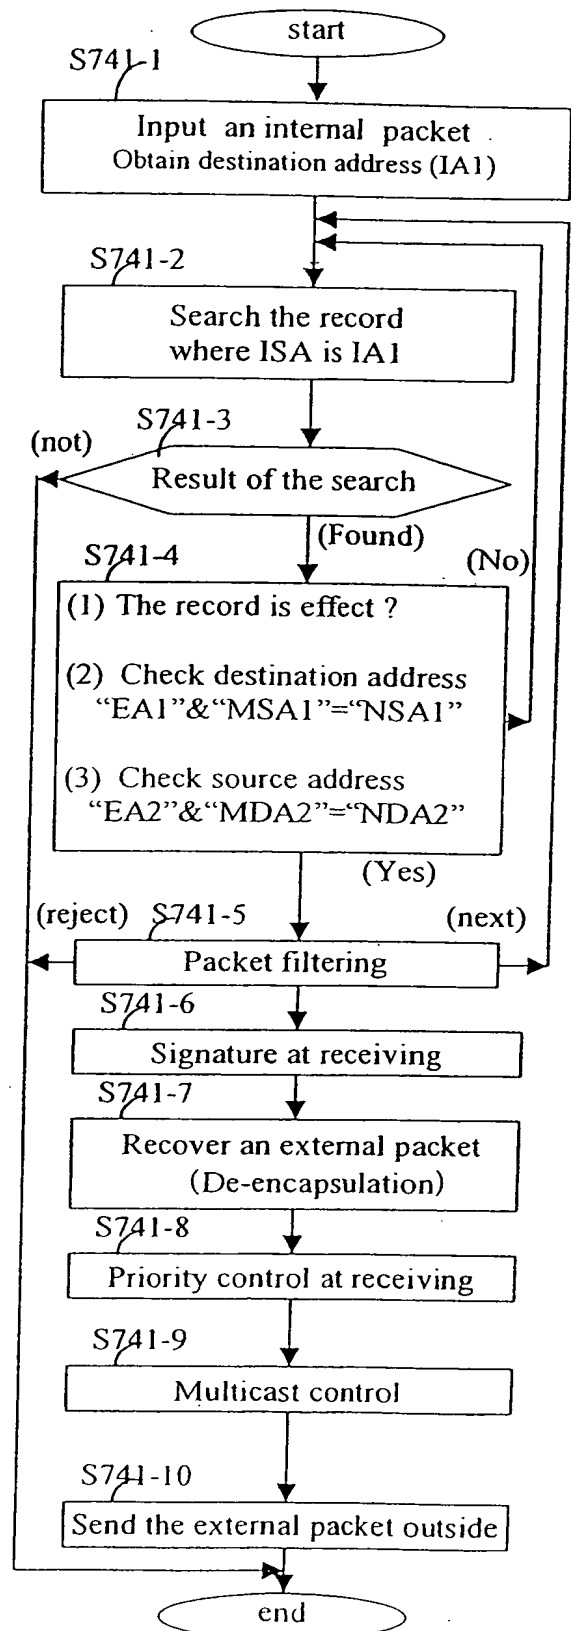 start
S741-1
Input an internal packet
Obtain destination address (IA1)
S741-2
Search the record
where ISA is IA1
S741-3
(not)
Result of the search
(Found)
S741-4
(No)
(1) The record is effect ?
(2) Check destination address
“EA1”&“MSA1”=“NSA1”
(3) Check source address
“EA2”&“MDA2”=“NDA2”
(Yes)
(reject)
S741-5
(next)
Packet filtering
S741-6
Signature at receiving
S741-7
Recover an external packet
(De-encapsulation)
S741-8
Priority control at receiving
S741-9
Multicast control
S741-10
Send the external packet outside
end